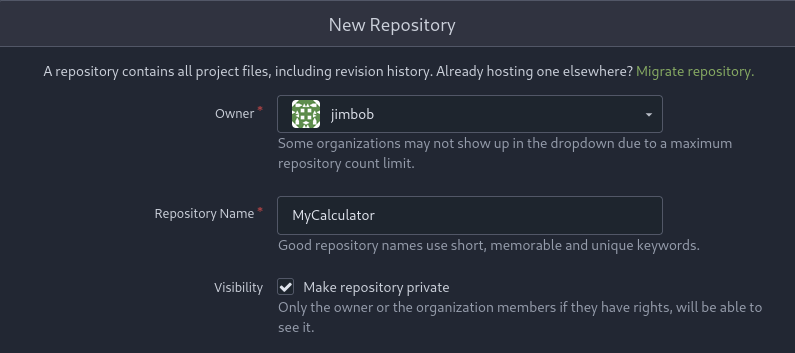 New Repository
A repository contains all project files, including revision history. Already hosting one elsewhere? Migrate repository.
Owner *
jimbob
Some organizations may not show up in the dropdown due to a maximum
repository count limit.
Repository Name *
MyCalculator
Good repository names use short, memorable and unique keywords.
Visibility
Make repository private
Only the owner or the organization members if they have rights, will be able to
see it.